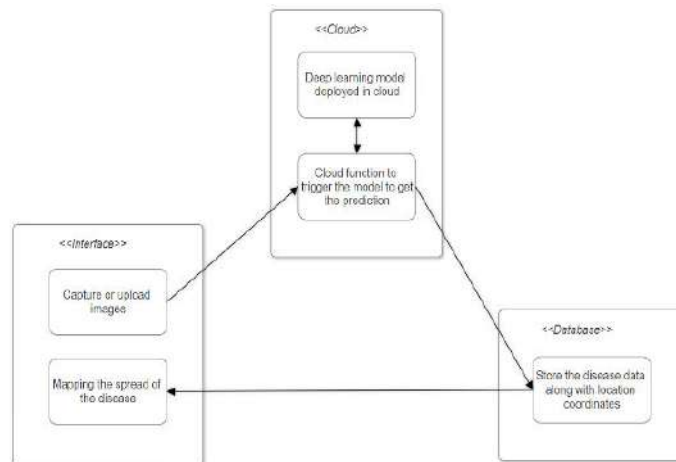 <<Cloud>>
Deep learning model
deployed in cloud
Cloud function to
trigger the model to get
the prediction
<<Interface>>
Capture or upload
images
Mapping the spread of
the disease
<<Database>>
Store the disease data
along with location
coordinates